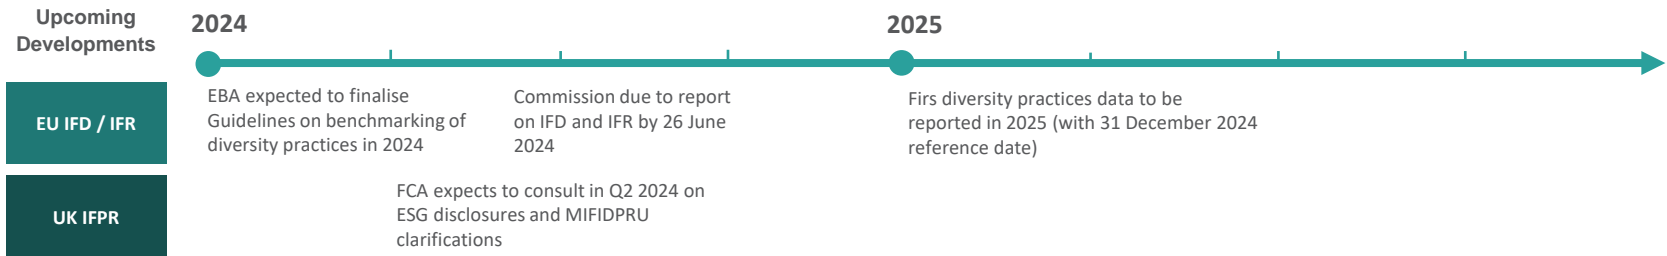 Upcoming
Developments
2024
2025
EU IFD / IFR
EBA expected to finalise
Guidelines on benchmarking of
diversity practices in 2024
Commission due to report
on IFD and IFR by 26 June
2024
Firs diversity practices data to be
reported in 2025 (with 31 December 2024
reference date)
UK IFPR
FCA expects to consult in Q2 2024 on
ESG disclosures and MIFIDPRU
clarifications